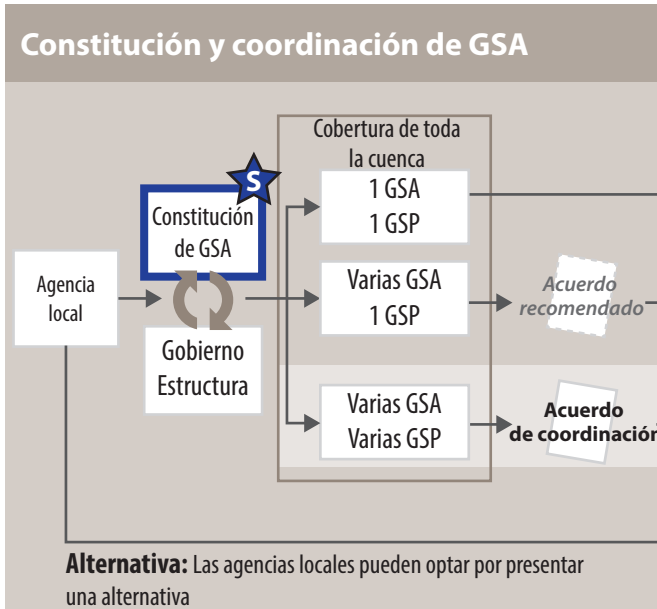 Constitución y coordinación de GSA
Cobertura de toda
la cuenca
S
Constitución
de GSA
1 GSA
1 GSP
Agencia
local
Varias GSA
1 GSP
Acuerdo
recomendado
Gobierno
Estructura
Varias GSA
Varias GSP
Acuerdo
de coordinación
Alternativa: Las agencias locales pueden optar por presentar
una alternativa